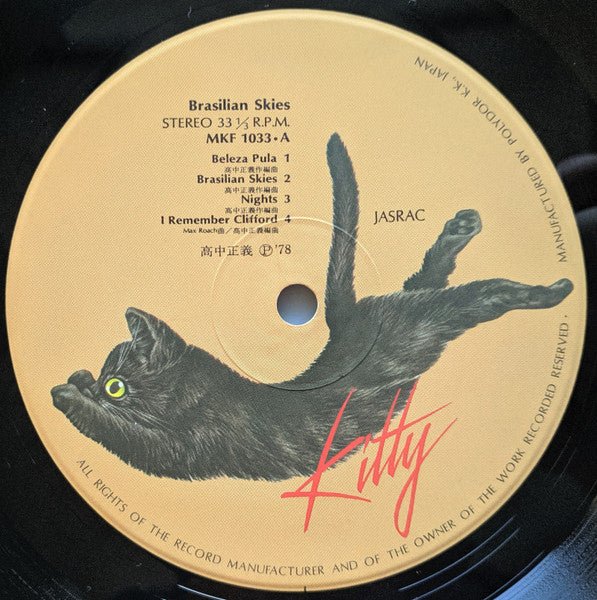 Brasilian Skies
STEREO 33 1/3 R.P.M.
MKF 1033・A
Beleza Pula 1
高中正義作編曲
Brasilian Skies 2
高中正義作編曲
Nights 3
高中正義作編曲
I Remember Clifford 4
Max Roach曲/高中正義編曲
高中正義 Ⓟ'78
JASRAC
Kitty
ALL RIGHTS OF THE RECORD MANUFACTURER AND OF THE OWNER OF THE WORK RECORDED RESERVED・MANUFACTURED BY POLYDOR K.K., JAPAN